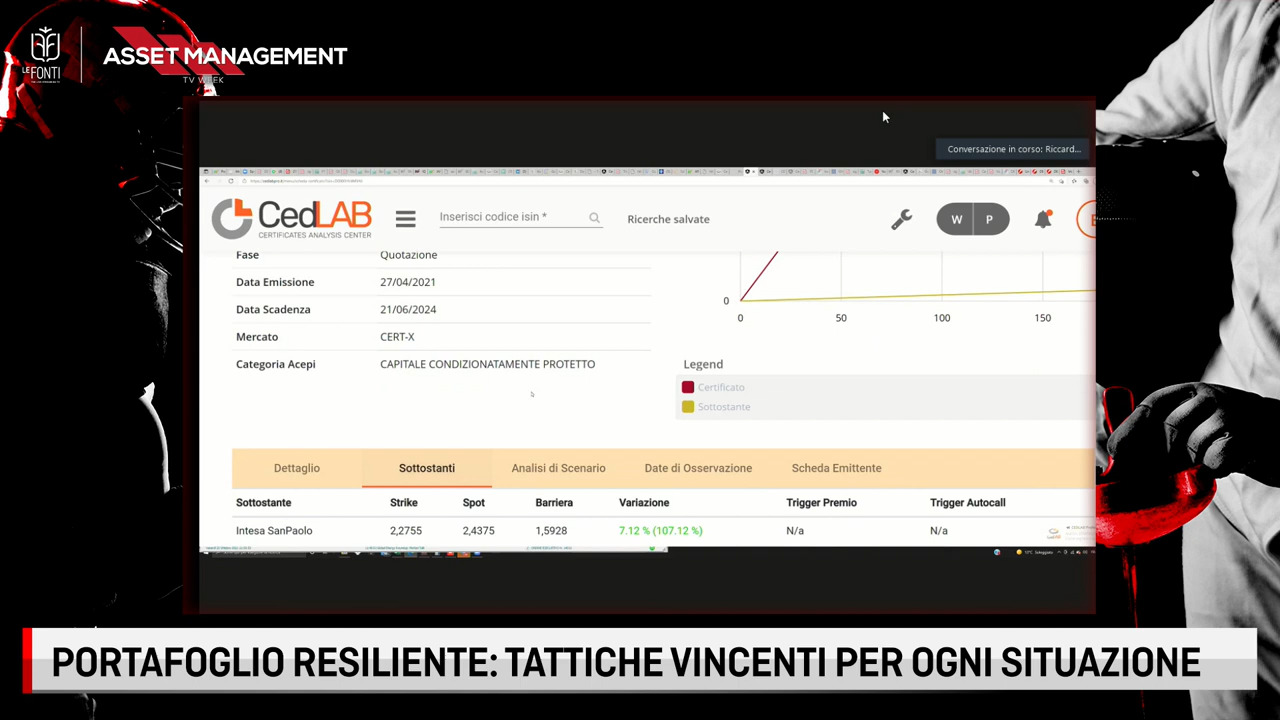 LE FONTI
ASSET MANAGEMENT
TV WEEK
Conversazione in corso: Riccard...
CedLAB
CERTIFICATES ANALYSIS CENTER
Inserisci codice isin *
Ricerche salvate
W P
Fase Quotazione
Data Emissione 27/04/2021
Data Scadenza 21/06/2024
Mercato CERT-X
Categoria Acepi CAPITALE CONDIZIONATAMENTE PROTETTO
0
0 50 100 150
Legend
Certificato
Sottostante
Dettaglio Sottostanti Analisi di Scenario Date di Osservazione Scheda Emittente
Sottostante Strike Spot Barriera Variazione Trigger Premio Trigger Autocall
Intesa SanPaolo 2,2755 2,4375 1,5928 7.12 % (107.12 %) N/a N/a
PORTAFOGLIO RESILIENTE: TATTICHE VINCENTI PER OGNI SITUAZIONE